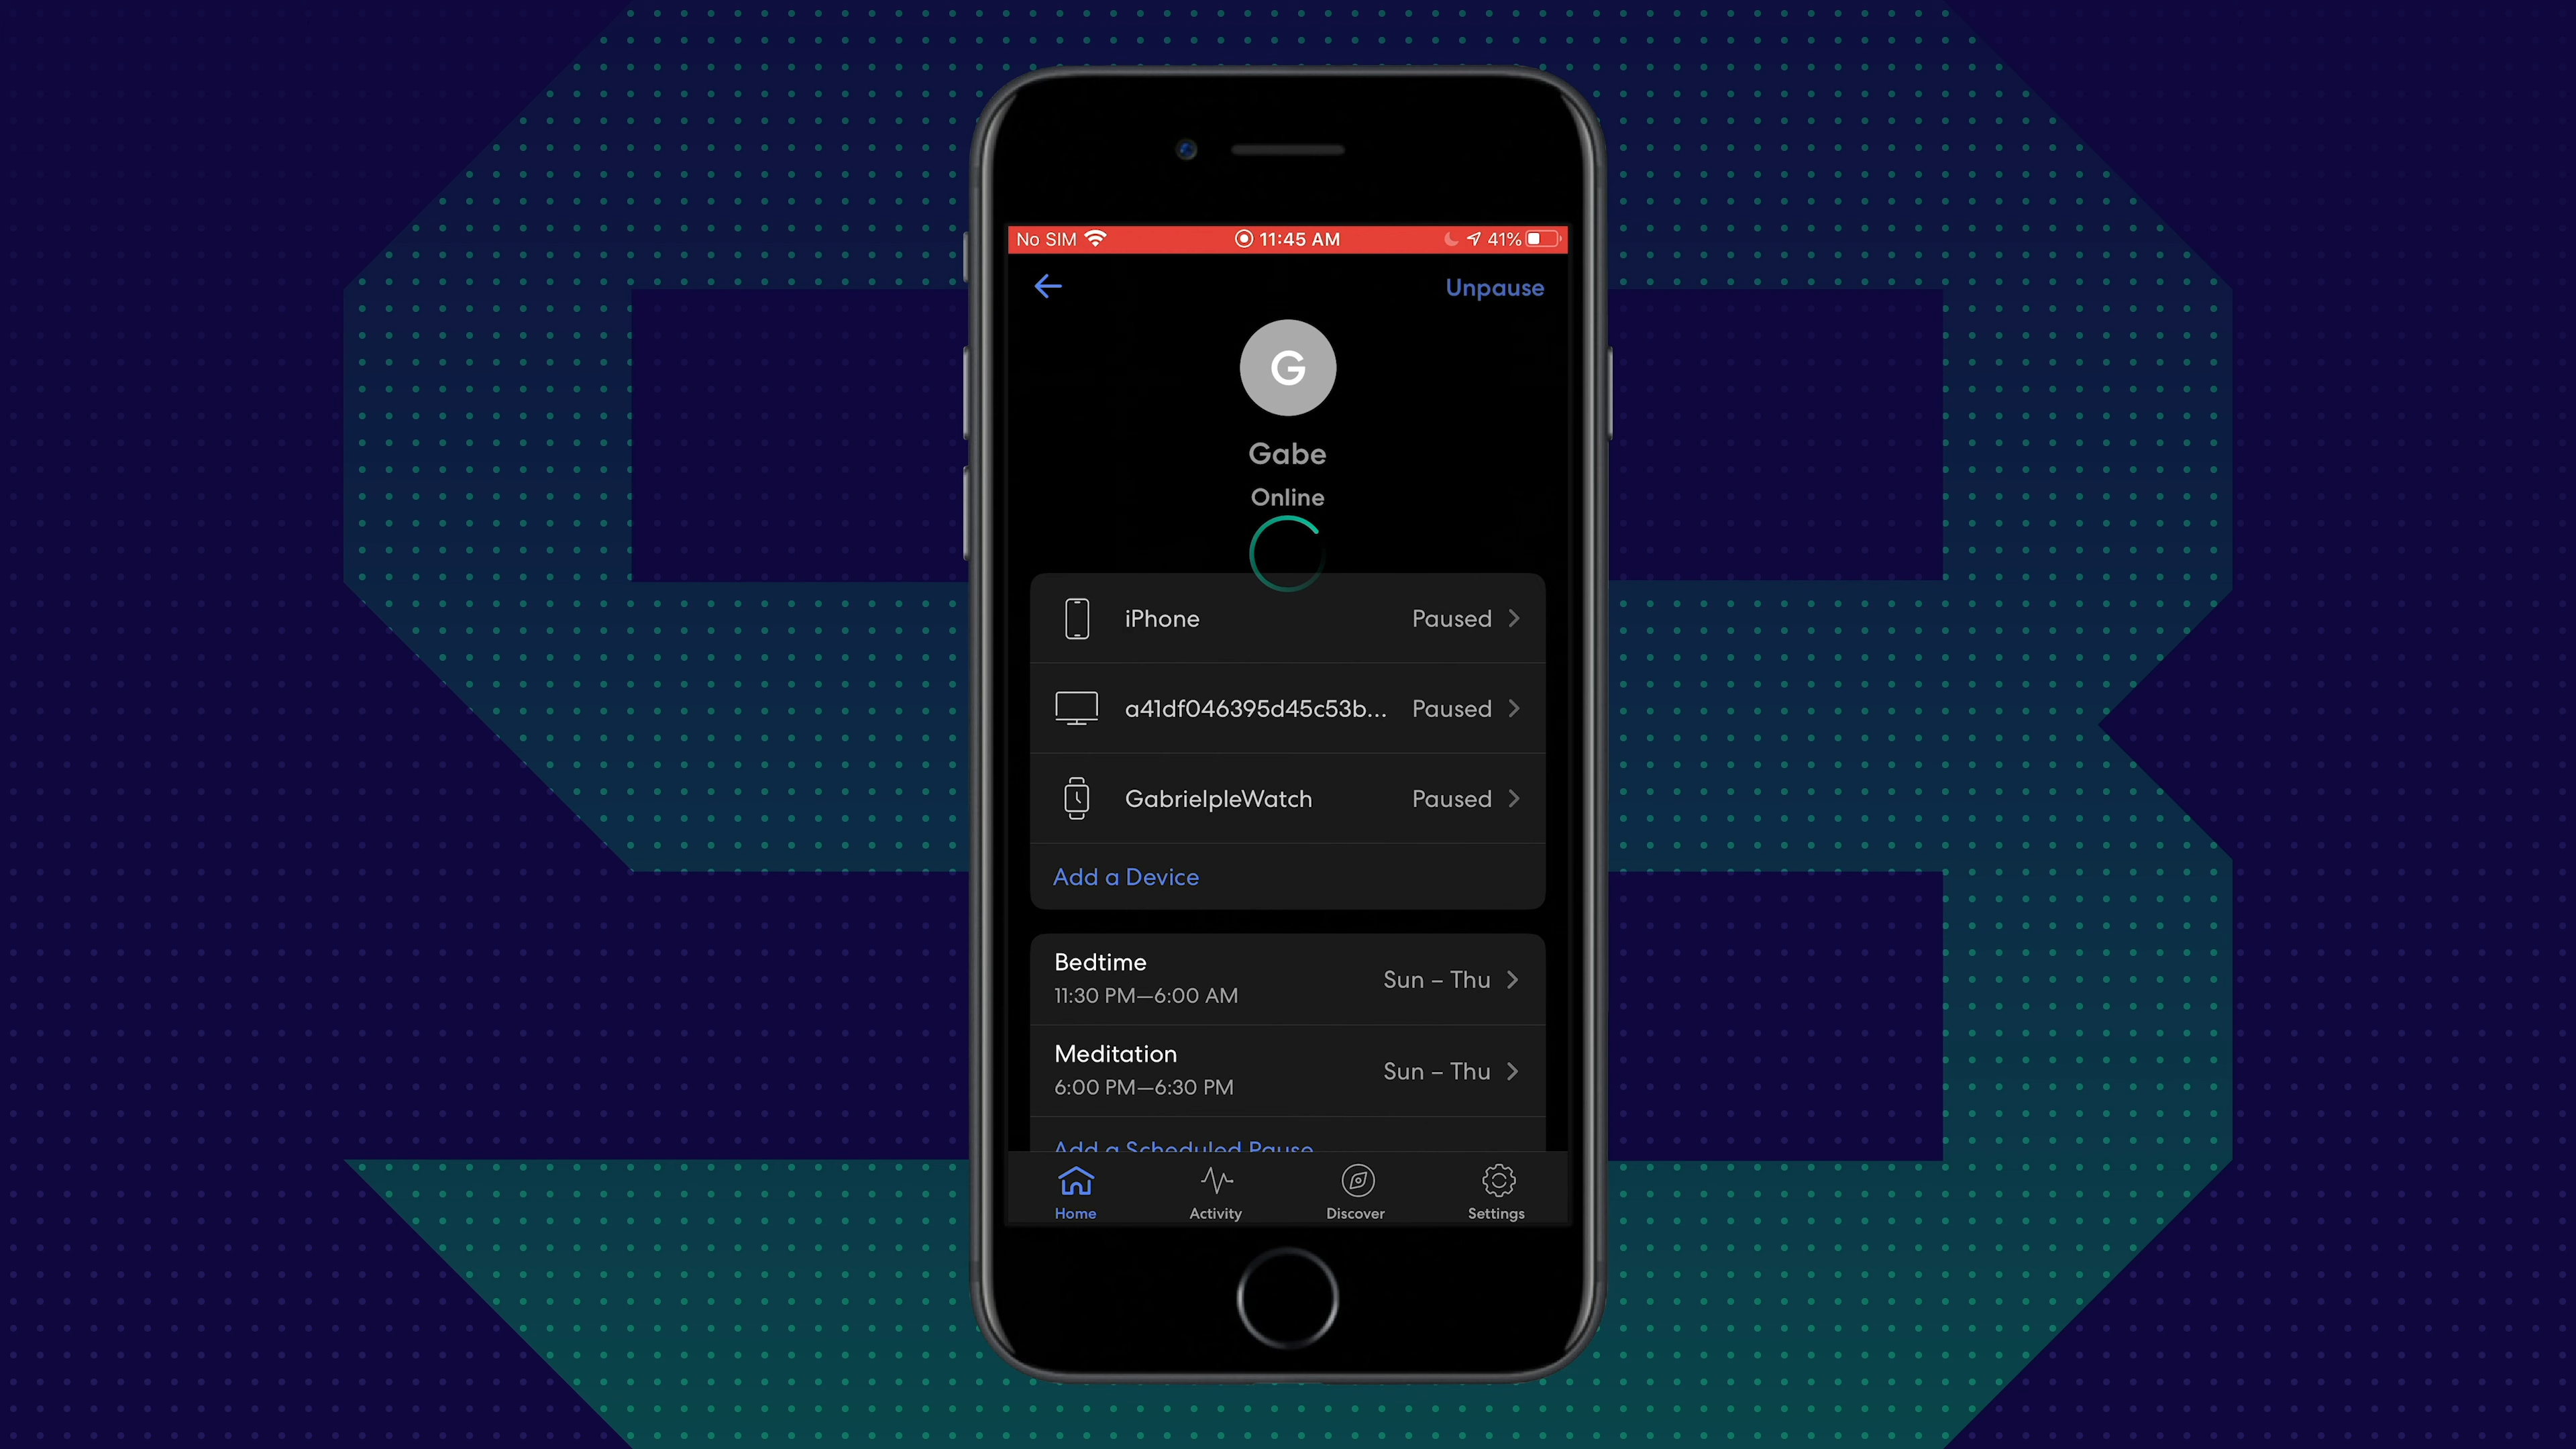 No SIM 11:45 AM 41%
Unpause
G
Gabe
Online
iPhone Paused
a41df046395d45c53b... Paused
GabrielpleWatch Paused
Add a Device
Bedtime
11:30 PM—6:00 AM
Sun – Thu
Meditation
6:00 PM—6:30 PM
Sun – Thu
Add a Scheduled Pause
Home Activity Discover Settings